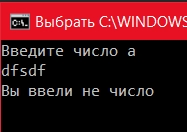 Выбрать C:\WINDOWS
Введите число a
dfsdf
Вы ввели не число